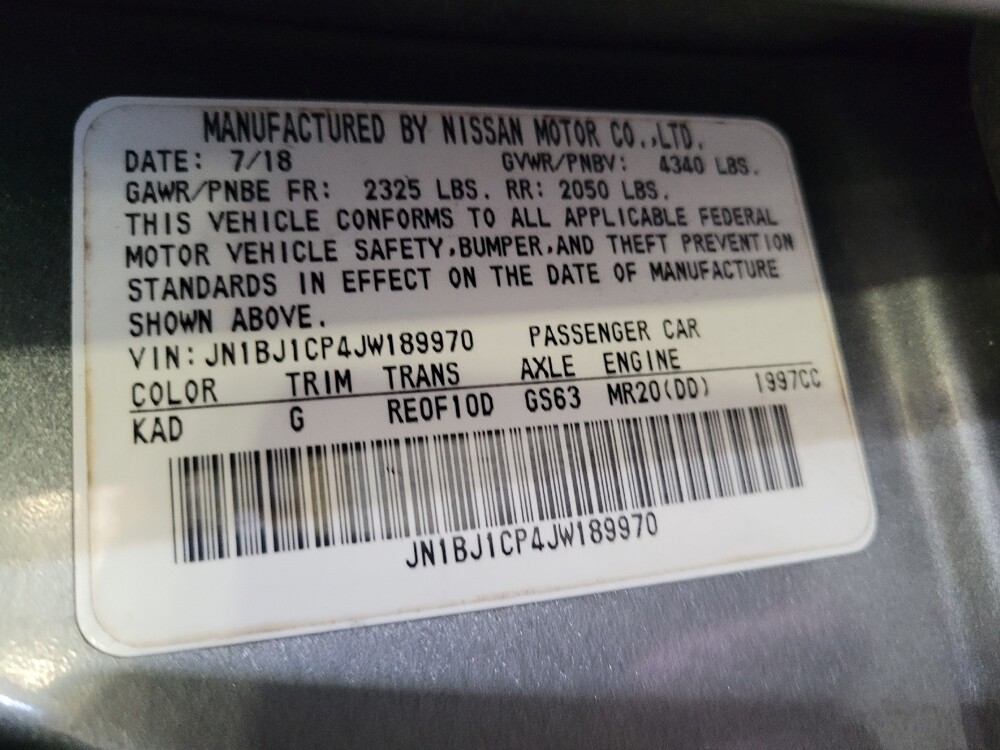 MANUFACTURED BY NISSAN MOTOR CO.,LTD.
DATE: 7/18 GVWR/PNBV: 4340 LBS.
GAWR/PNBE FR: 2325 LBS. RR: 2050 LBS.
THIS VEHICLE CONFORMS TO ALL APPLICABLE FEDERAL
MOTOR VEHICLE SAFETY,BUMPER,AND THEFT PREVENTION
STANDARDS IN EFFECT ON THE DATE OF MANUFACTURE
SHOWN ABOVE.
VIN: JN1BJ1CP4JW189970 PASSENGER CAR
COLOR TRIM TRANS AXLE ENGINE
KAD G RE0F10D GS63 MR20(DD) 1997CC
JN1BJ1CP4JW189970